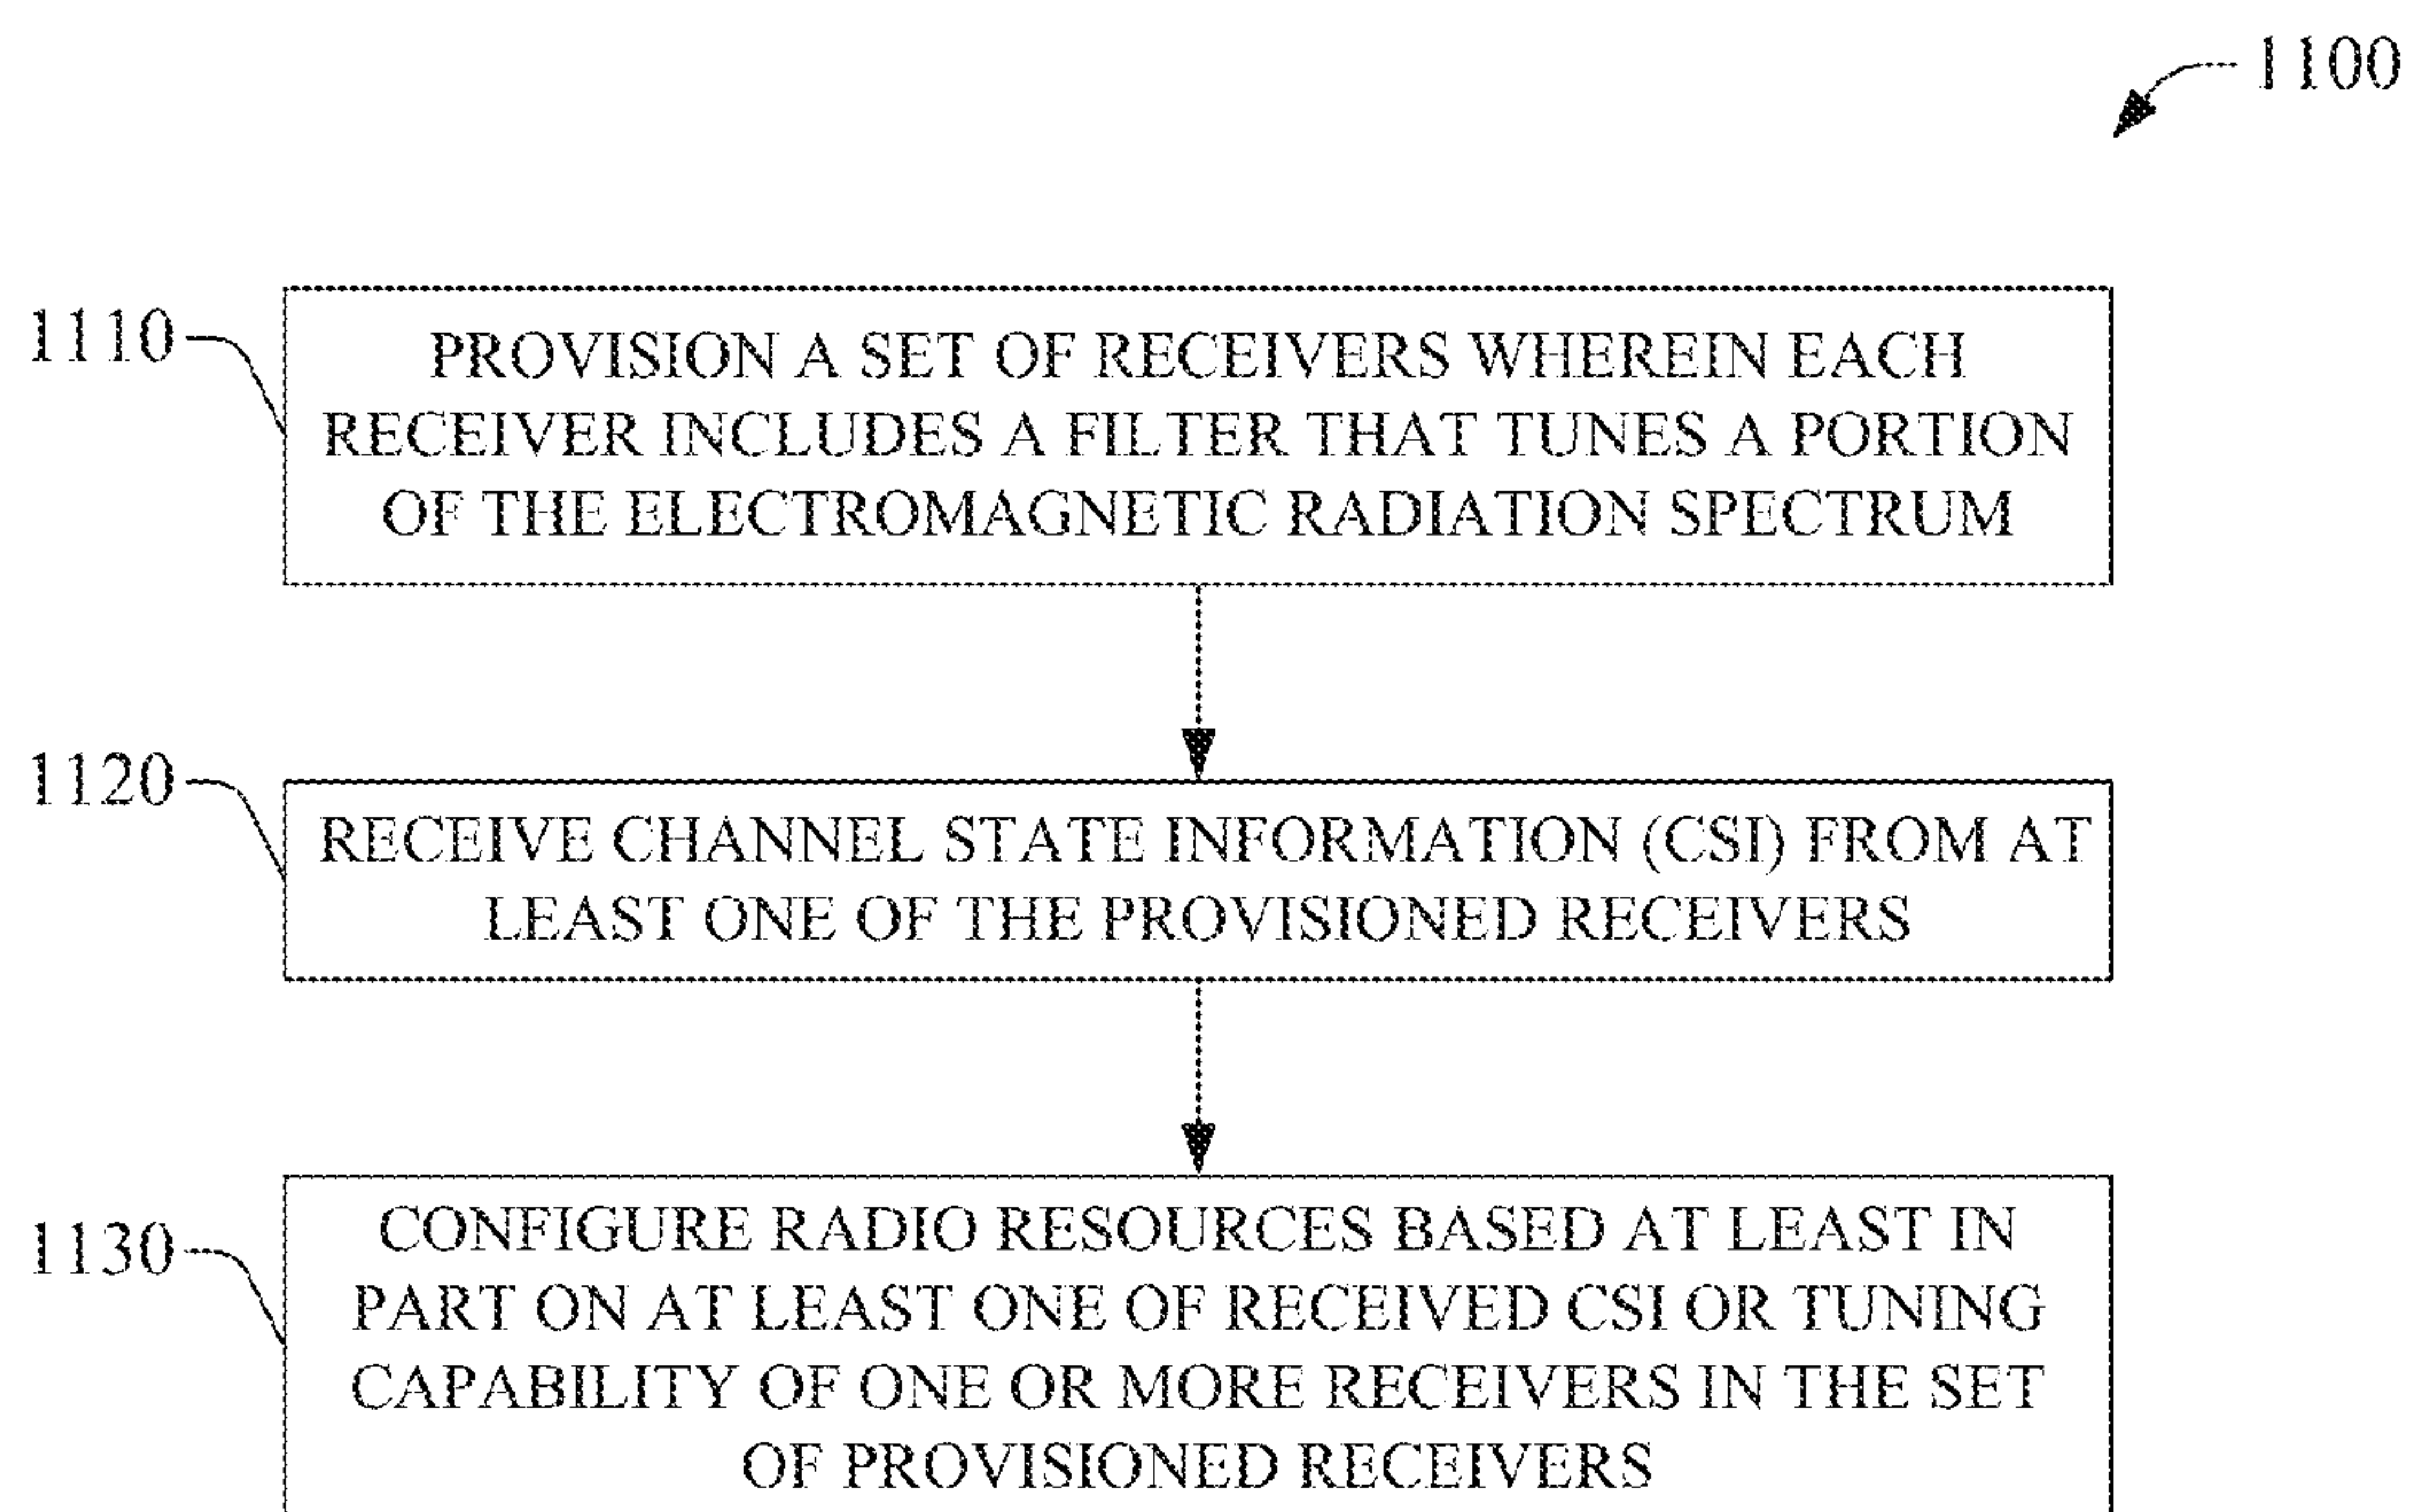 1100
1110
PROVISION A SET OF RECEIVERS WHEREIN EACH
RECEIVER INCLUDES A FILTER THAT TUNES A PORTION
OF THE ELECTROMAGNETIC RADIATION SPECTRUM
1120
RECEIVE CHANNEL STATE INFORMATION (CSI) FROM AT
LEAST ONE OF THE PROVISIONED RECEIVERS
1130
CONFIGURE RADIO RESOURCES BASED AT LEAST IN
PART ON AT LEAST ONE OF RECEIVED CSI OR TUNING
CAPABILITY OF ONE OR MORE RECEIVERS IN THE SET
OF PROVISIONED RECEIVERS